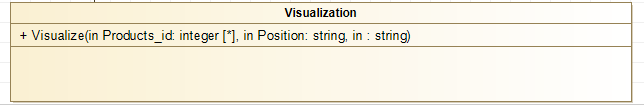 Visualization
+ Visualize(in Products_id: integer [*], in Position: string, in : string)